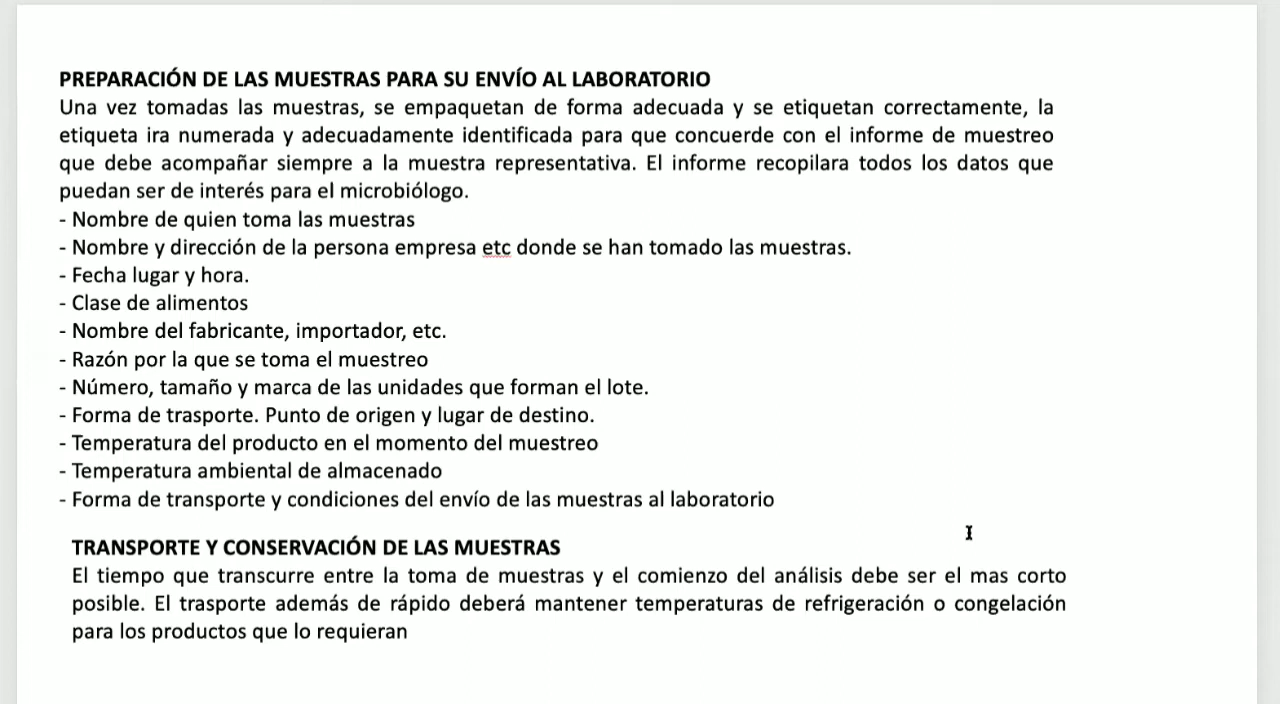 PREPARACIÓN DE LAS MUESTRAS PARA SU ENVÍO AL LABORATORIO
Una vez tomadas las muestras, se empaquetan de forma adecuada y se etiquetan correctamente, la
etiqueta ira numerada y adecuadamente identificada para que concuerde con el informe de muestreo
que debe acompañar siempre a la muestra representativa. El informe recopilara todos los datos que
puedan ser de interés para el microbiólogo.
- Nombre de quien toma las muestras
- Nombre y dirección de la persona empresa etc donde se han tomado las muestras.
- Fecha lugar y hora.
- Clase de alimentos
- Nombre del fabricante, importador, etc.
- Razón por la que se toma el muestreo
- Número, tamaño y marca de las unidades que forman el lote.
- Forma de trasporte. Punto de origen y lugar de destino.
- Temperatura del producto en el momento del muestreo
- Temperatura ambiental de almacenado
- Forma de transporte y condiciones del envío de las muestras al laboratorio
TRANSPORTE Y CONSERVACIÓN DE LAS MUESTRAS
El tiempo que transcurre entre la toma de muestras y el comienzo del análisis debe ser el mas corto
posible. El trasporte además de rápido deberá mantener temperaturas de refrigeración o congelación
para los productos que lo requieran